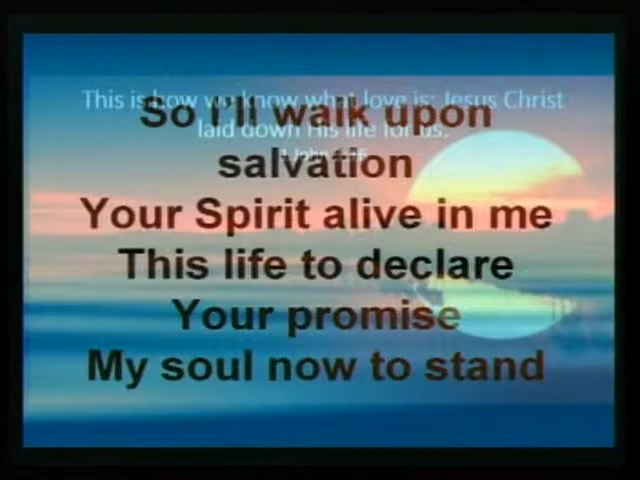 This is how we know what love is: Jesus Christ
laid down His life for us.
So I'll walk upon
salvation
Your Spirit alive in me
This life to declare
Your promise
My soul now to stand